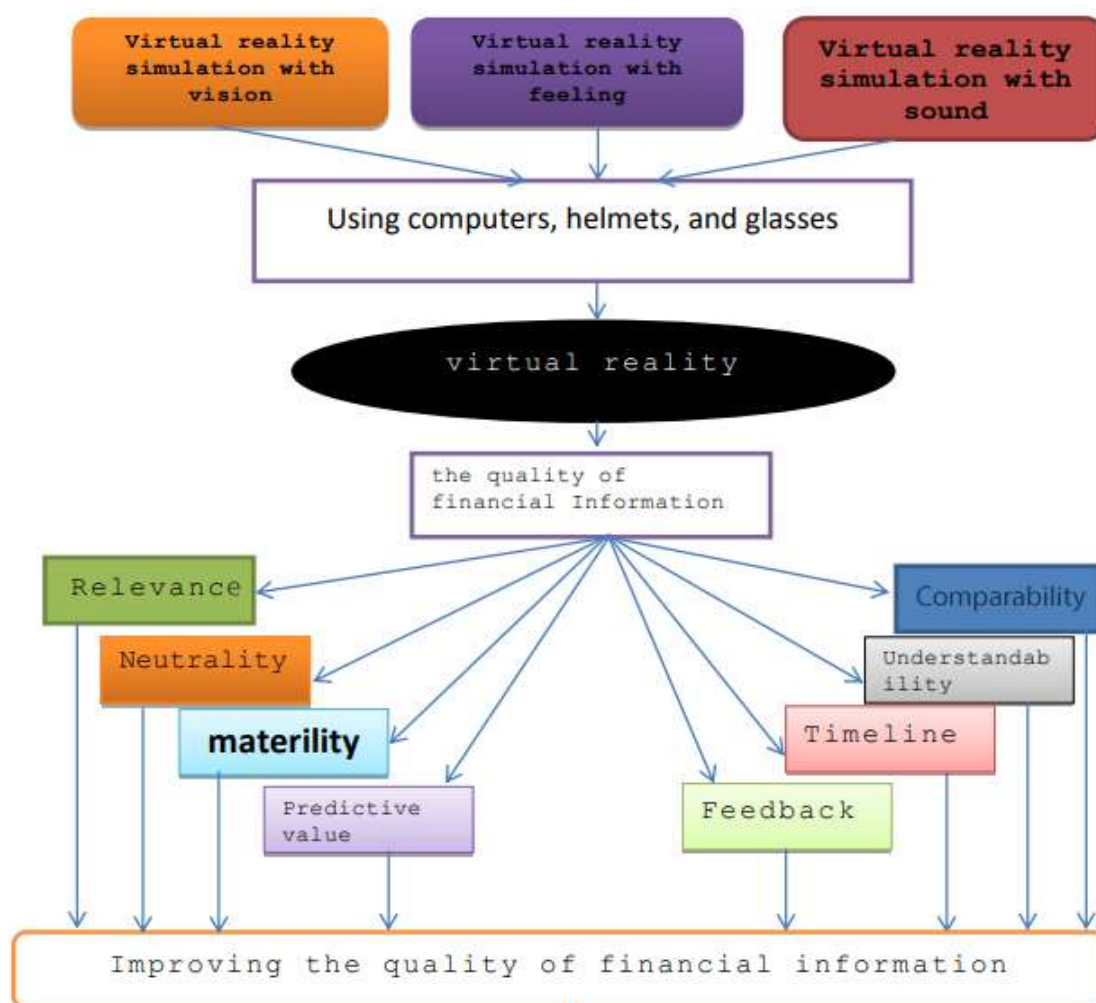 Virtual reality
simulation with
vision
Virtual reality
simulation with
feeling
Virtual reality
simulation with
sound
Using computers, helmets, and glasses
virtual reality
the quality of
financial Information
Relevance
Comparability
Neutrality
Understandab
ility
materility
Timeline
Predictive
value
Feedback
Improving the quality of financial information